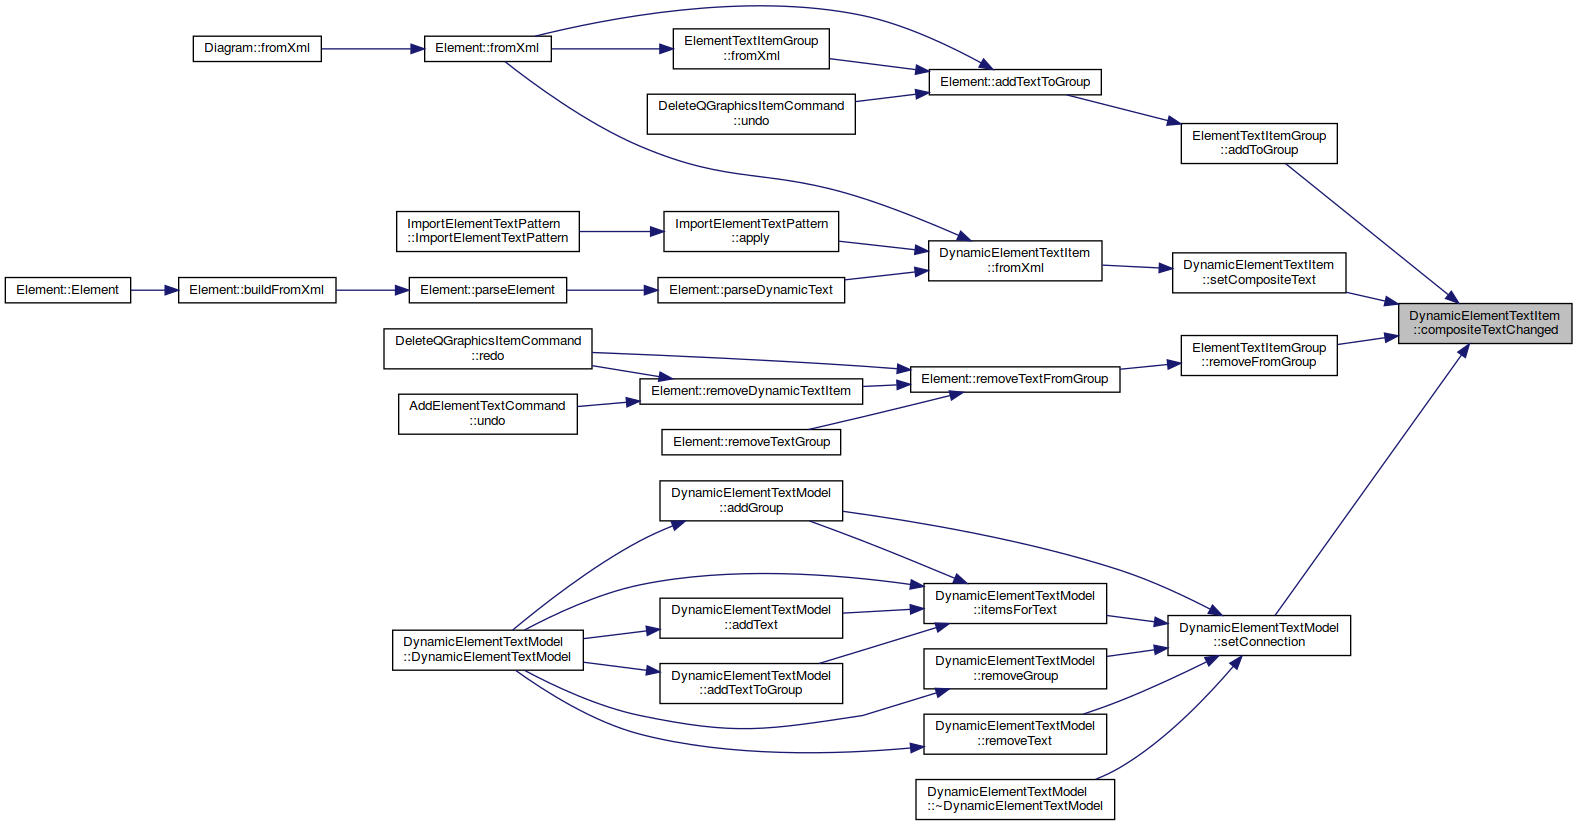 Diagram::fromXml
Element::fromXml
ElementTextItemGroup
::fromXml
Element::addTextToGroup
DeleteQGraphicsItemCommand
::undo
ElementTextItemGroup
::addToGroup
ImportElementTextPattern
::ImportElementTextPattern
ImportElementTextPattern
::apply
DynamicElementTextItem
::fromXml
DynamicElementTextItem
::setCompositeText
Element::Element
Element::buildFromXml
Element::parseElement
Element::parseDynamicText
DynamicElementTextItem
::compositeTextChanged
DeleteQGraphicsItemCommand
::redo
ElementTextItemGroup
::removeFromGroup
Element::removeTextFromGroup
Element::removeDynamicTextItem
AddElementTextCommand
::undo
Element::removeTextGroup
DynamicElementTextModel
::addGroup
DynamicElementTextModel
::itemsForText
DynamicElementTextModel
::addText
DynamicElementTextModel
::setConnection
DynamicElementTextModel
::DynamicElementTextModel
DynamicElementTextModel
::removeGroup
DynamicElementTextModel
::addTextToGroup
DynamicElementTextModel
::removeText
DynamicElementTextModel
::~DynamicElementTextModel